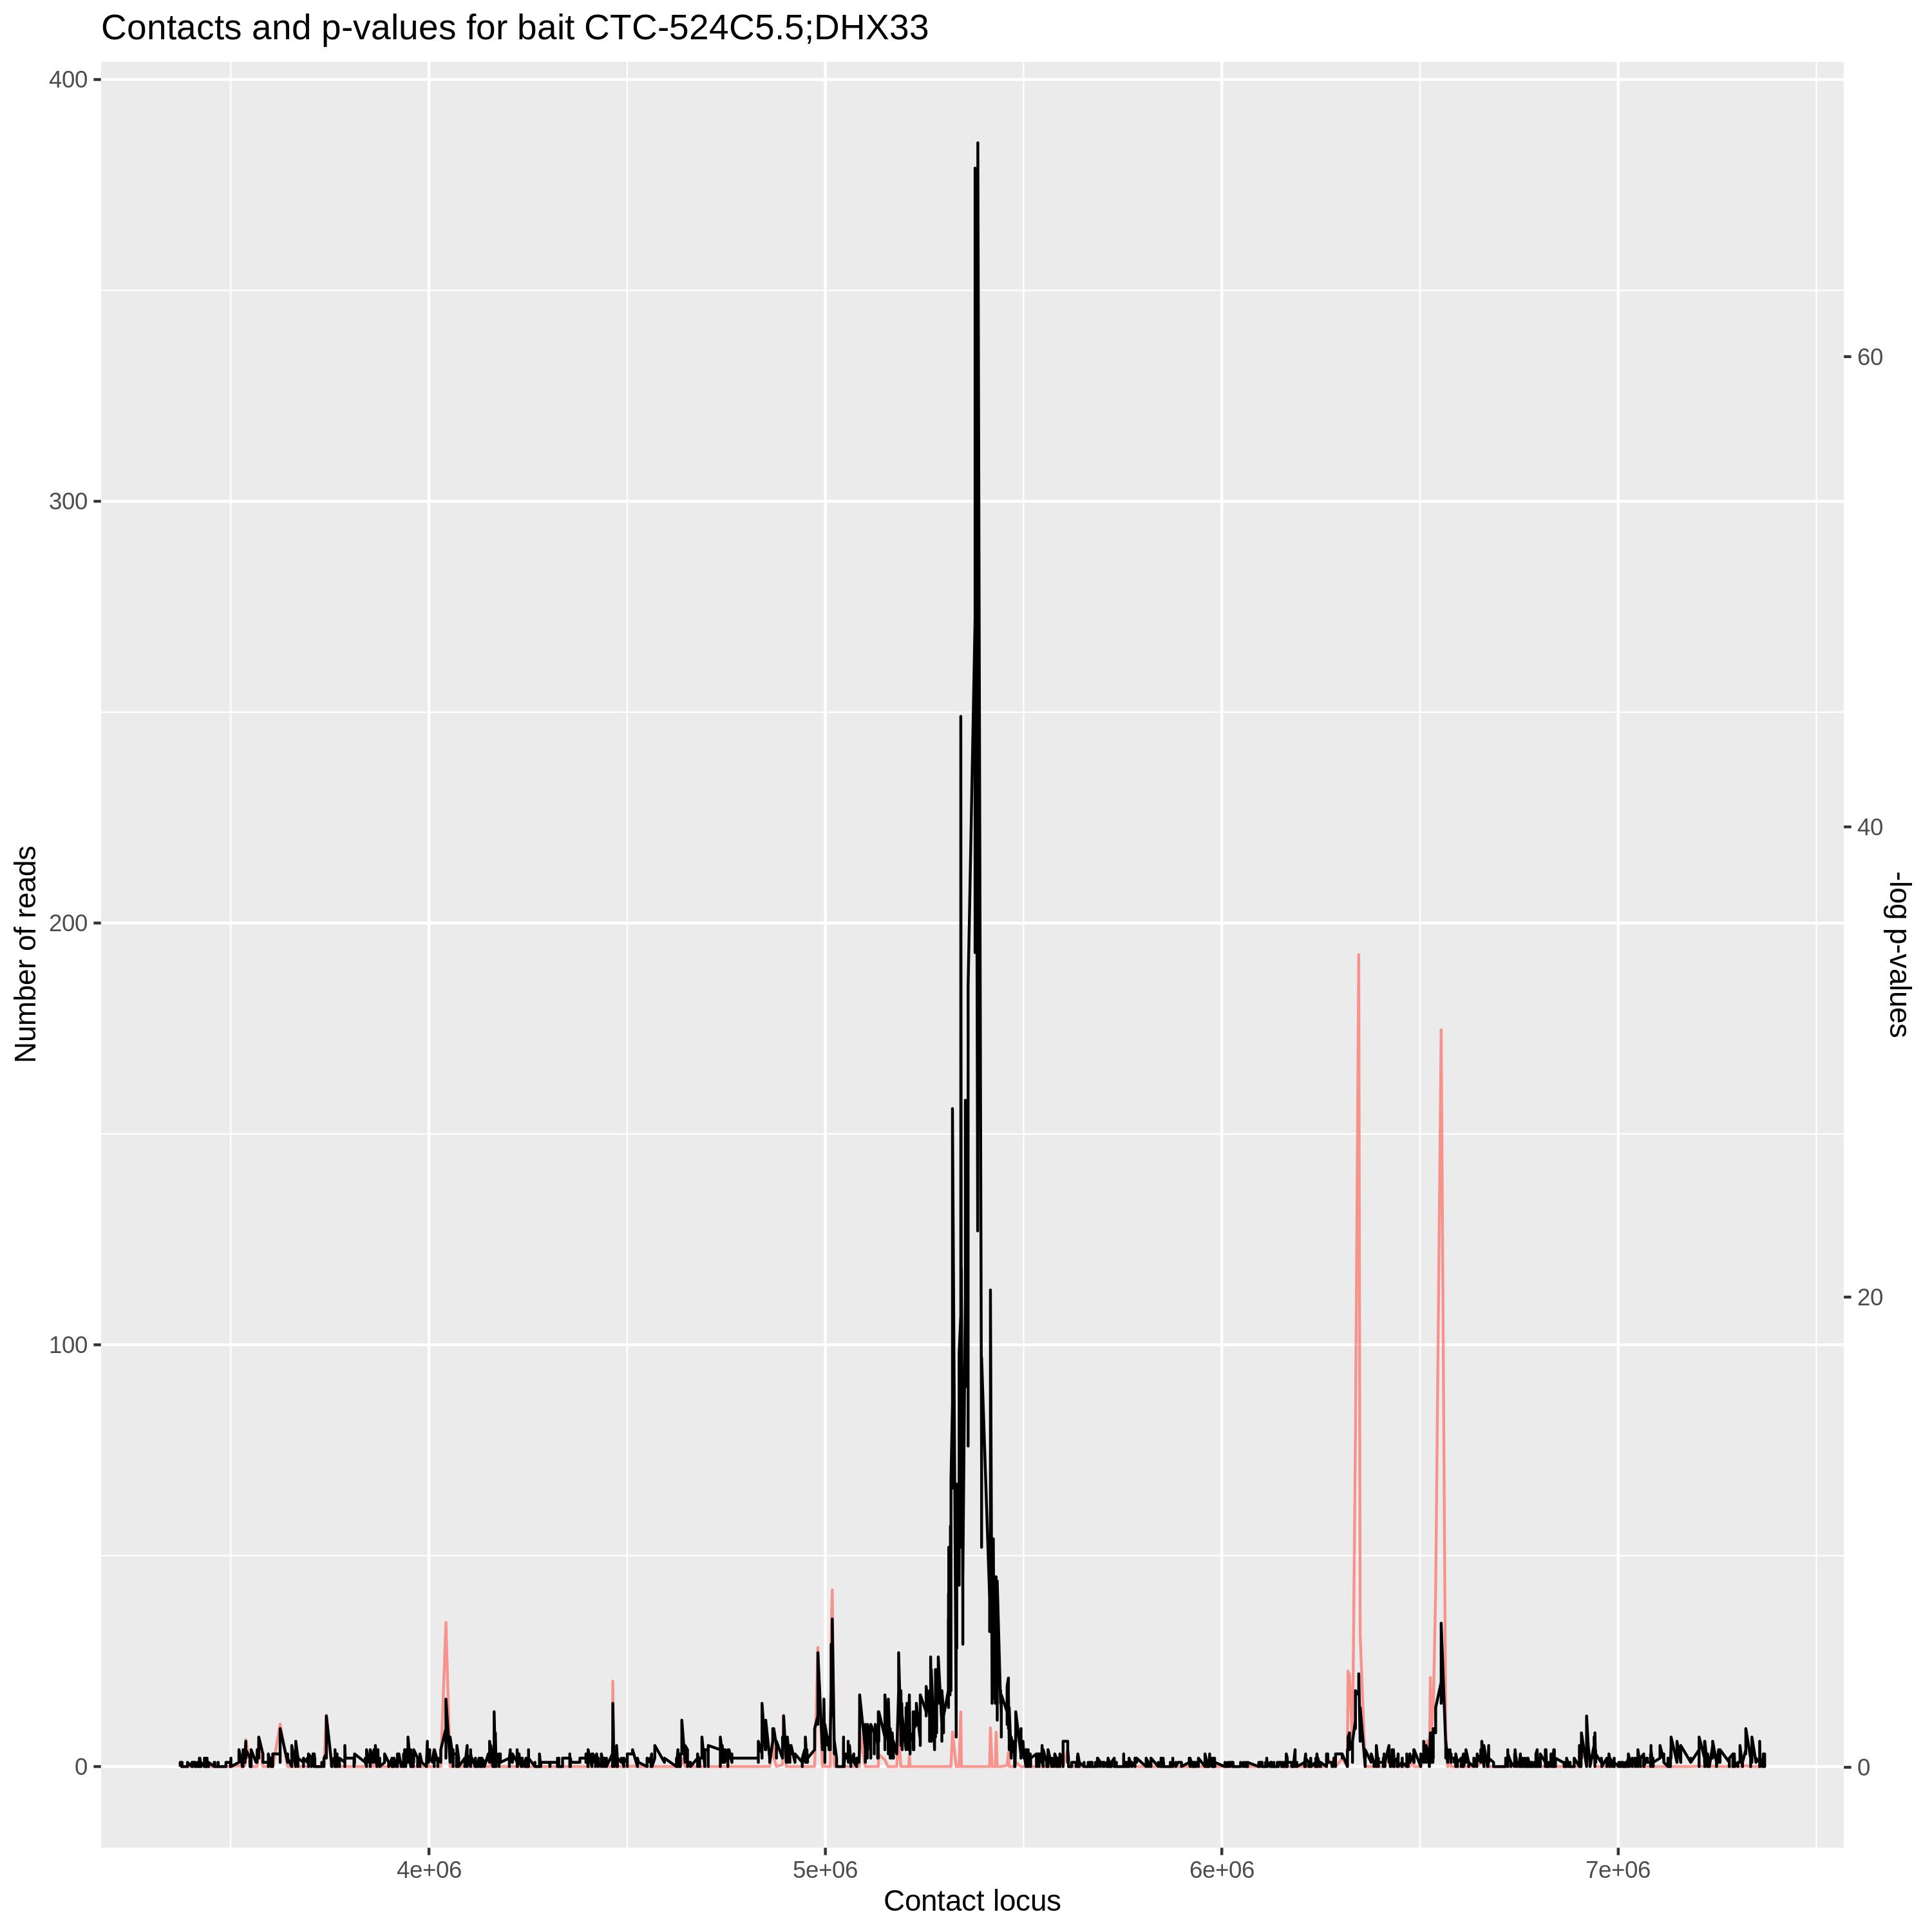 Contacts and p-values for bait CTC-524C5.5;DHX33
400
300
200
100
0
Number of reads
60
40
20
0
-log p-values
4e+06
5e+06
6e+06
7e+06
Contact locus